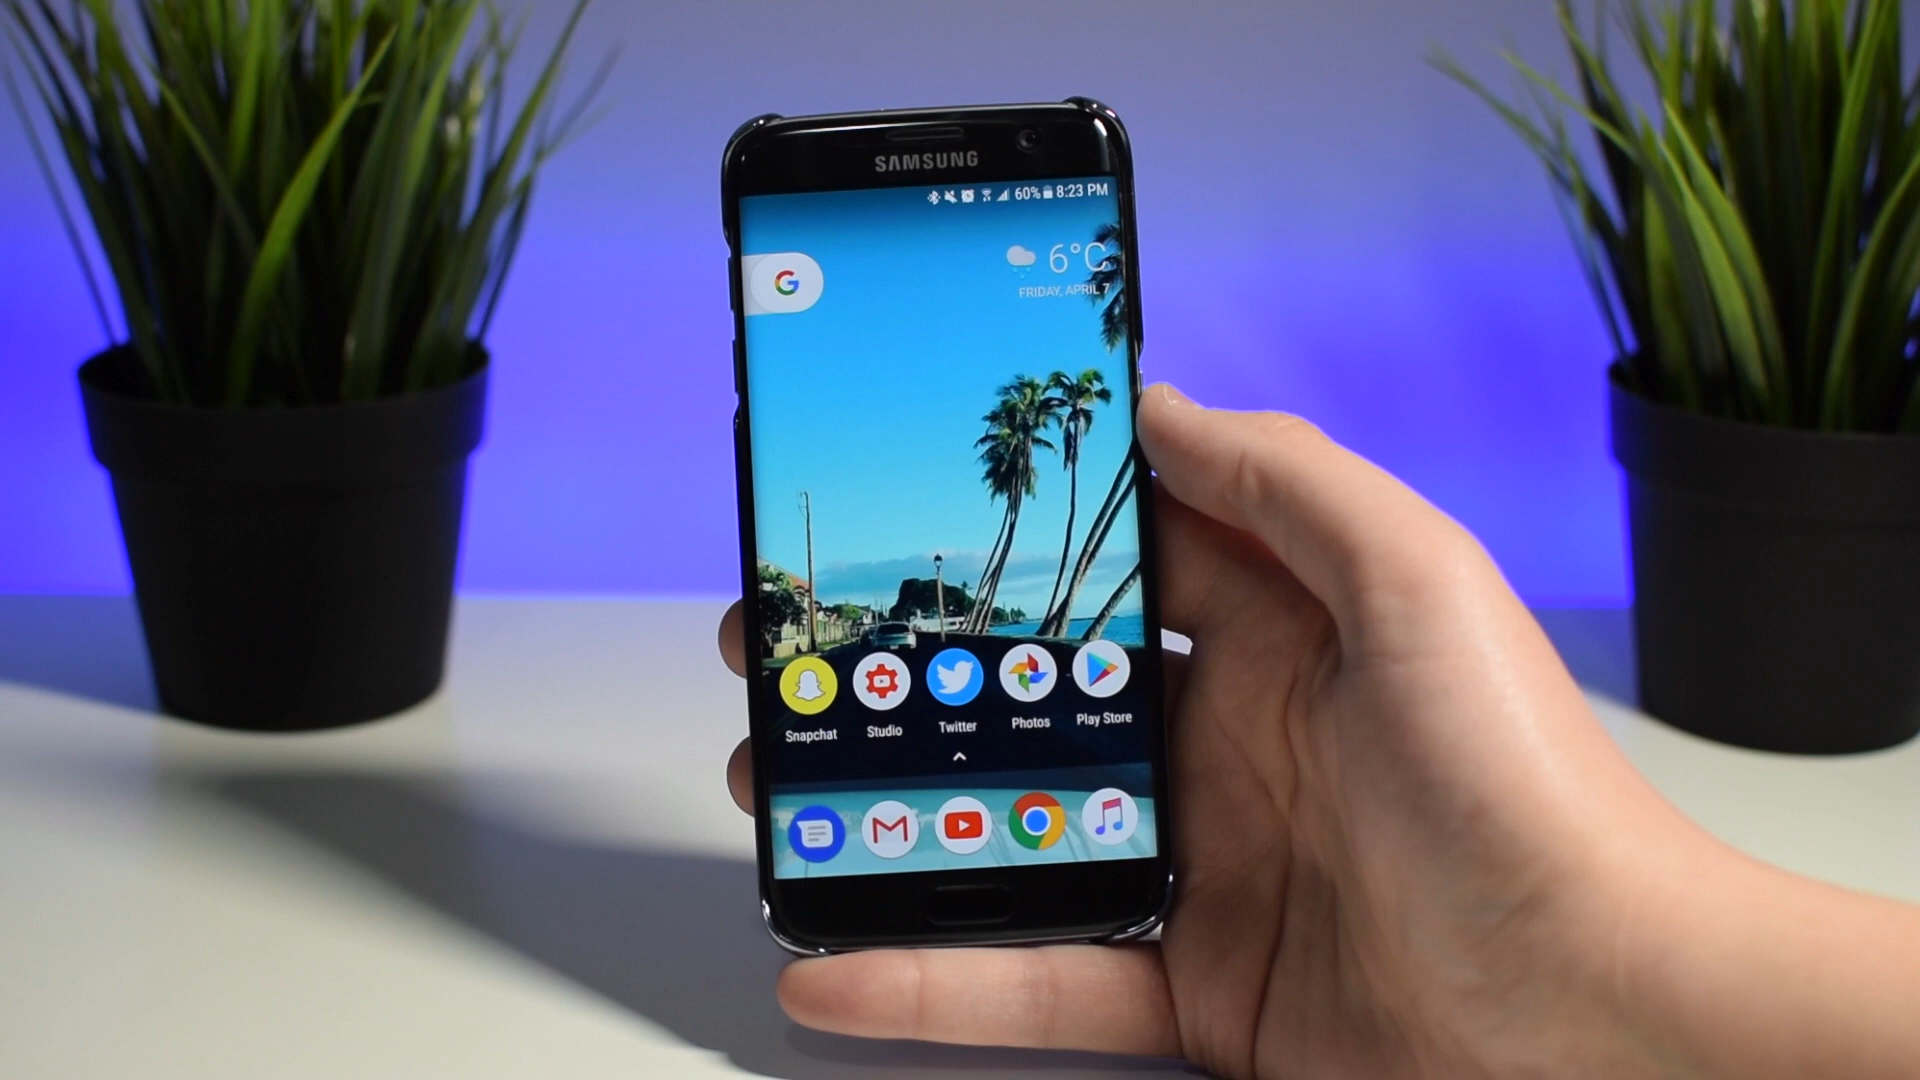 SAMSUNG
60% 8:23 PM
G
6°C
FRIDAY, APRIL 7
Snapchat
Studio
Twitter
Photos
Play Store